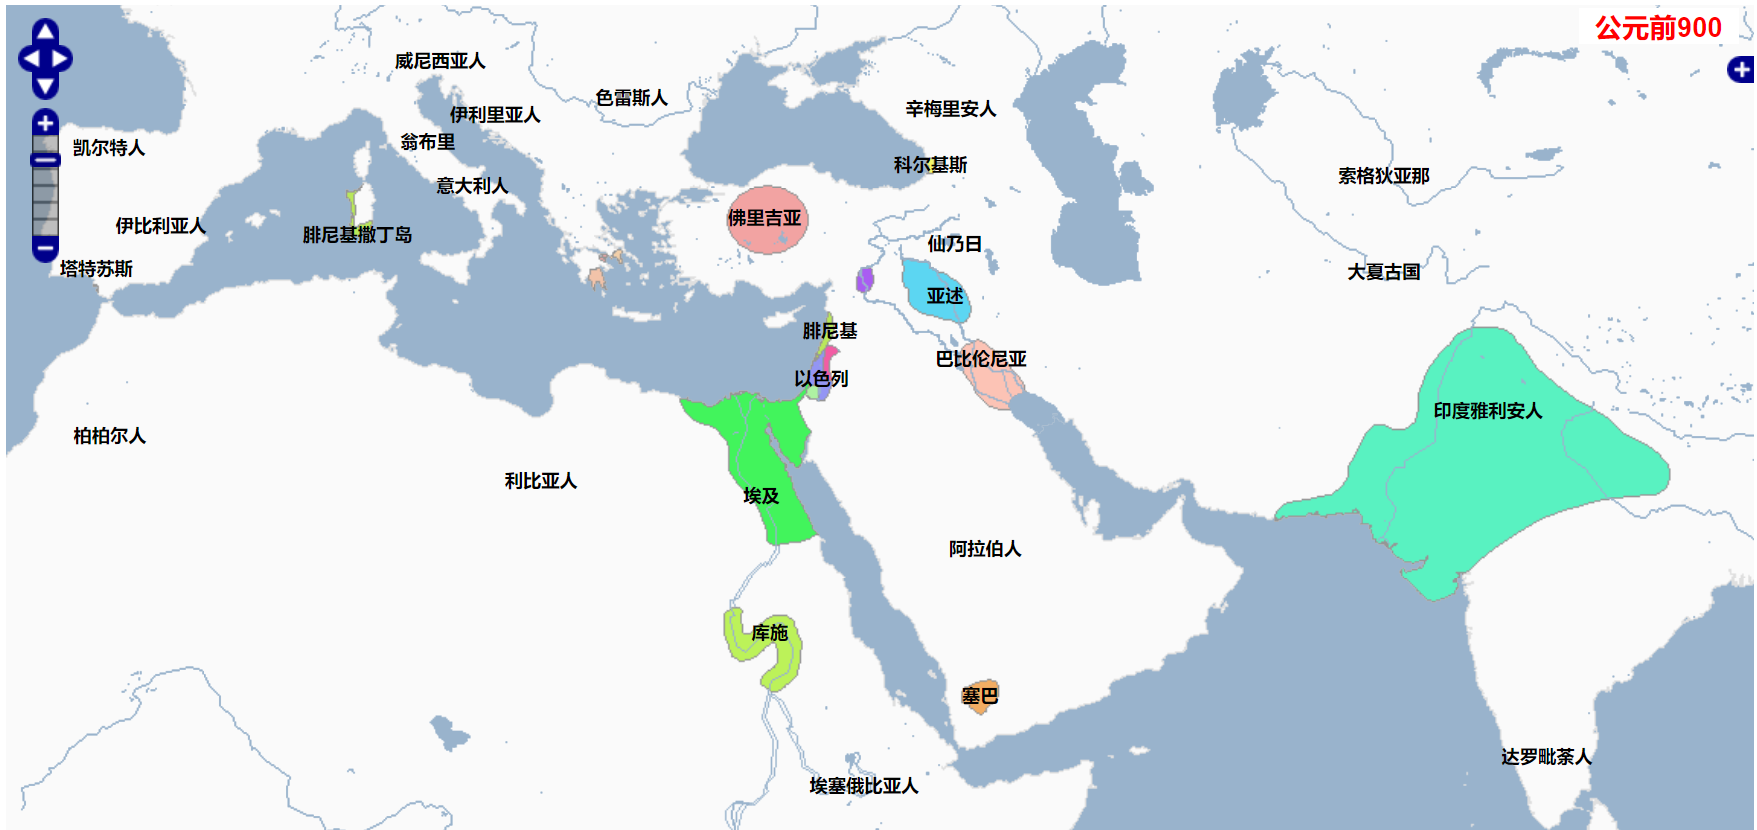 公元前900
威尼西亚人
色雷斯人
伊利里亚人
辛梅里安人
凯尔特人
翁布里
科尔基斯
意大利人
索格狄亚那
伊比利亚人
佛里吉亚
腓尼基撒丁岛
仙乃日
塔特苏斯
大夏古国
亚述
腓尼基
巴比伦尼亚
以色列
印度雅利安人
柏柏尔人
利比亚人
埃及
阿拉伯人
库施
塞巴
达罗毗荼人
埃塞俄比亚人